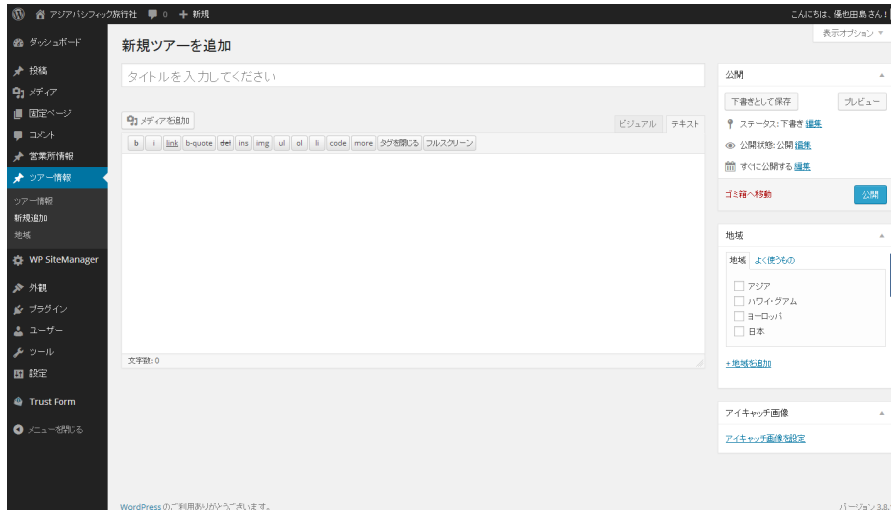 アジアパシフィック旅行社 0 + 新規
こんにちは、優也田島さん!
表示オプション ▼
ダッシュボード
投稿
メディア
固定ページ
コメント
営業所情報
ツアー情報
ツアー情報
新規追加
地域
WP SiteManager
外観
プラグイン
ユーザー
ツール
設定
Trust Form
メニューを閉じる
新規ツアーを追加
タイトルを入力してください
メディアを追加
ビジュアル テキスト
b i link b-quote del ins img ul ol li code more タグを閉じる フルスクリーン
文字数: 0
公開
下書きとして保存 プレビュー
ステータス: 下書き 編集
公開状態: 公開 編集
すぐに公開する 編集
ゴミ箱へ移動 公開
地域
地域 よく使うもの
アジア
ハワイ・グアム
ヨーロッパ
日本
+ 地域を追加
アイキャッチ画像
アイキャッチ画像を設定
WordPress のご利用ありがとうございます。
バージョン 3.8.